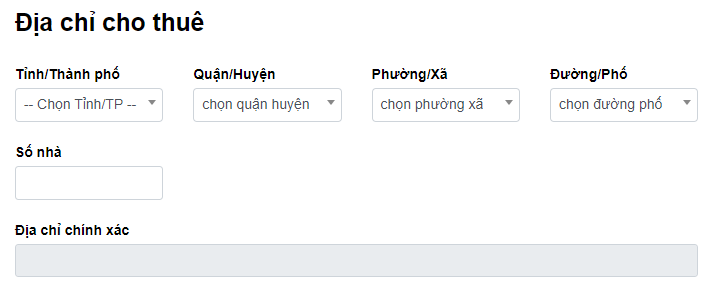 Địa chỉ cho thuê
Tỉnh/Thành phố Quận/Huyện Phường/Xã Đường/Phố
-- Chọn Tỉnh/TP -- chọn quận huyện chọn phường xã chọn đường phố
Số nhà
Địa chỉ chính xác